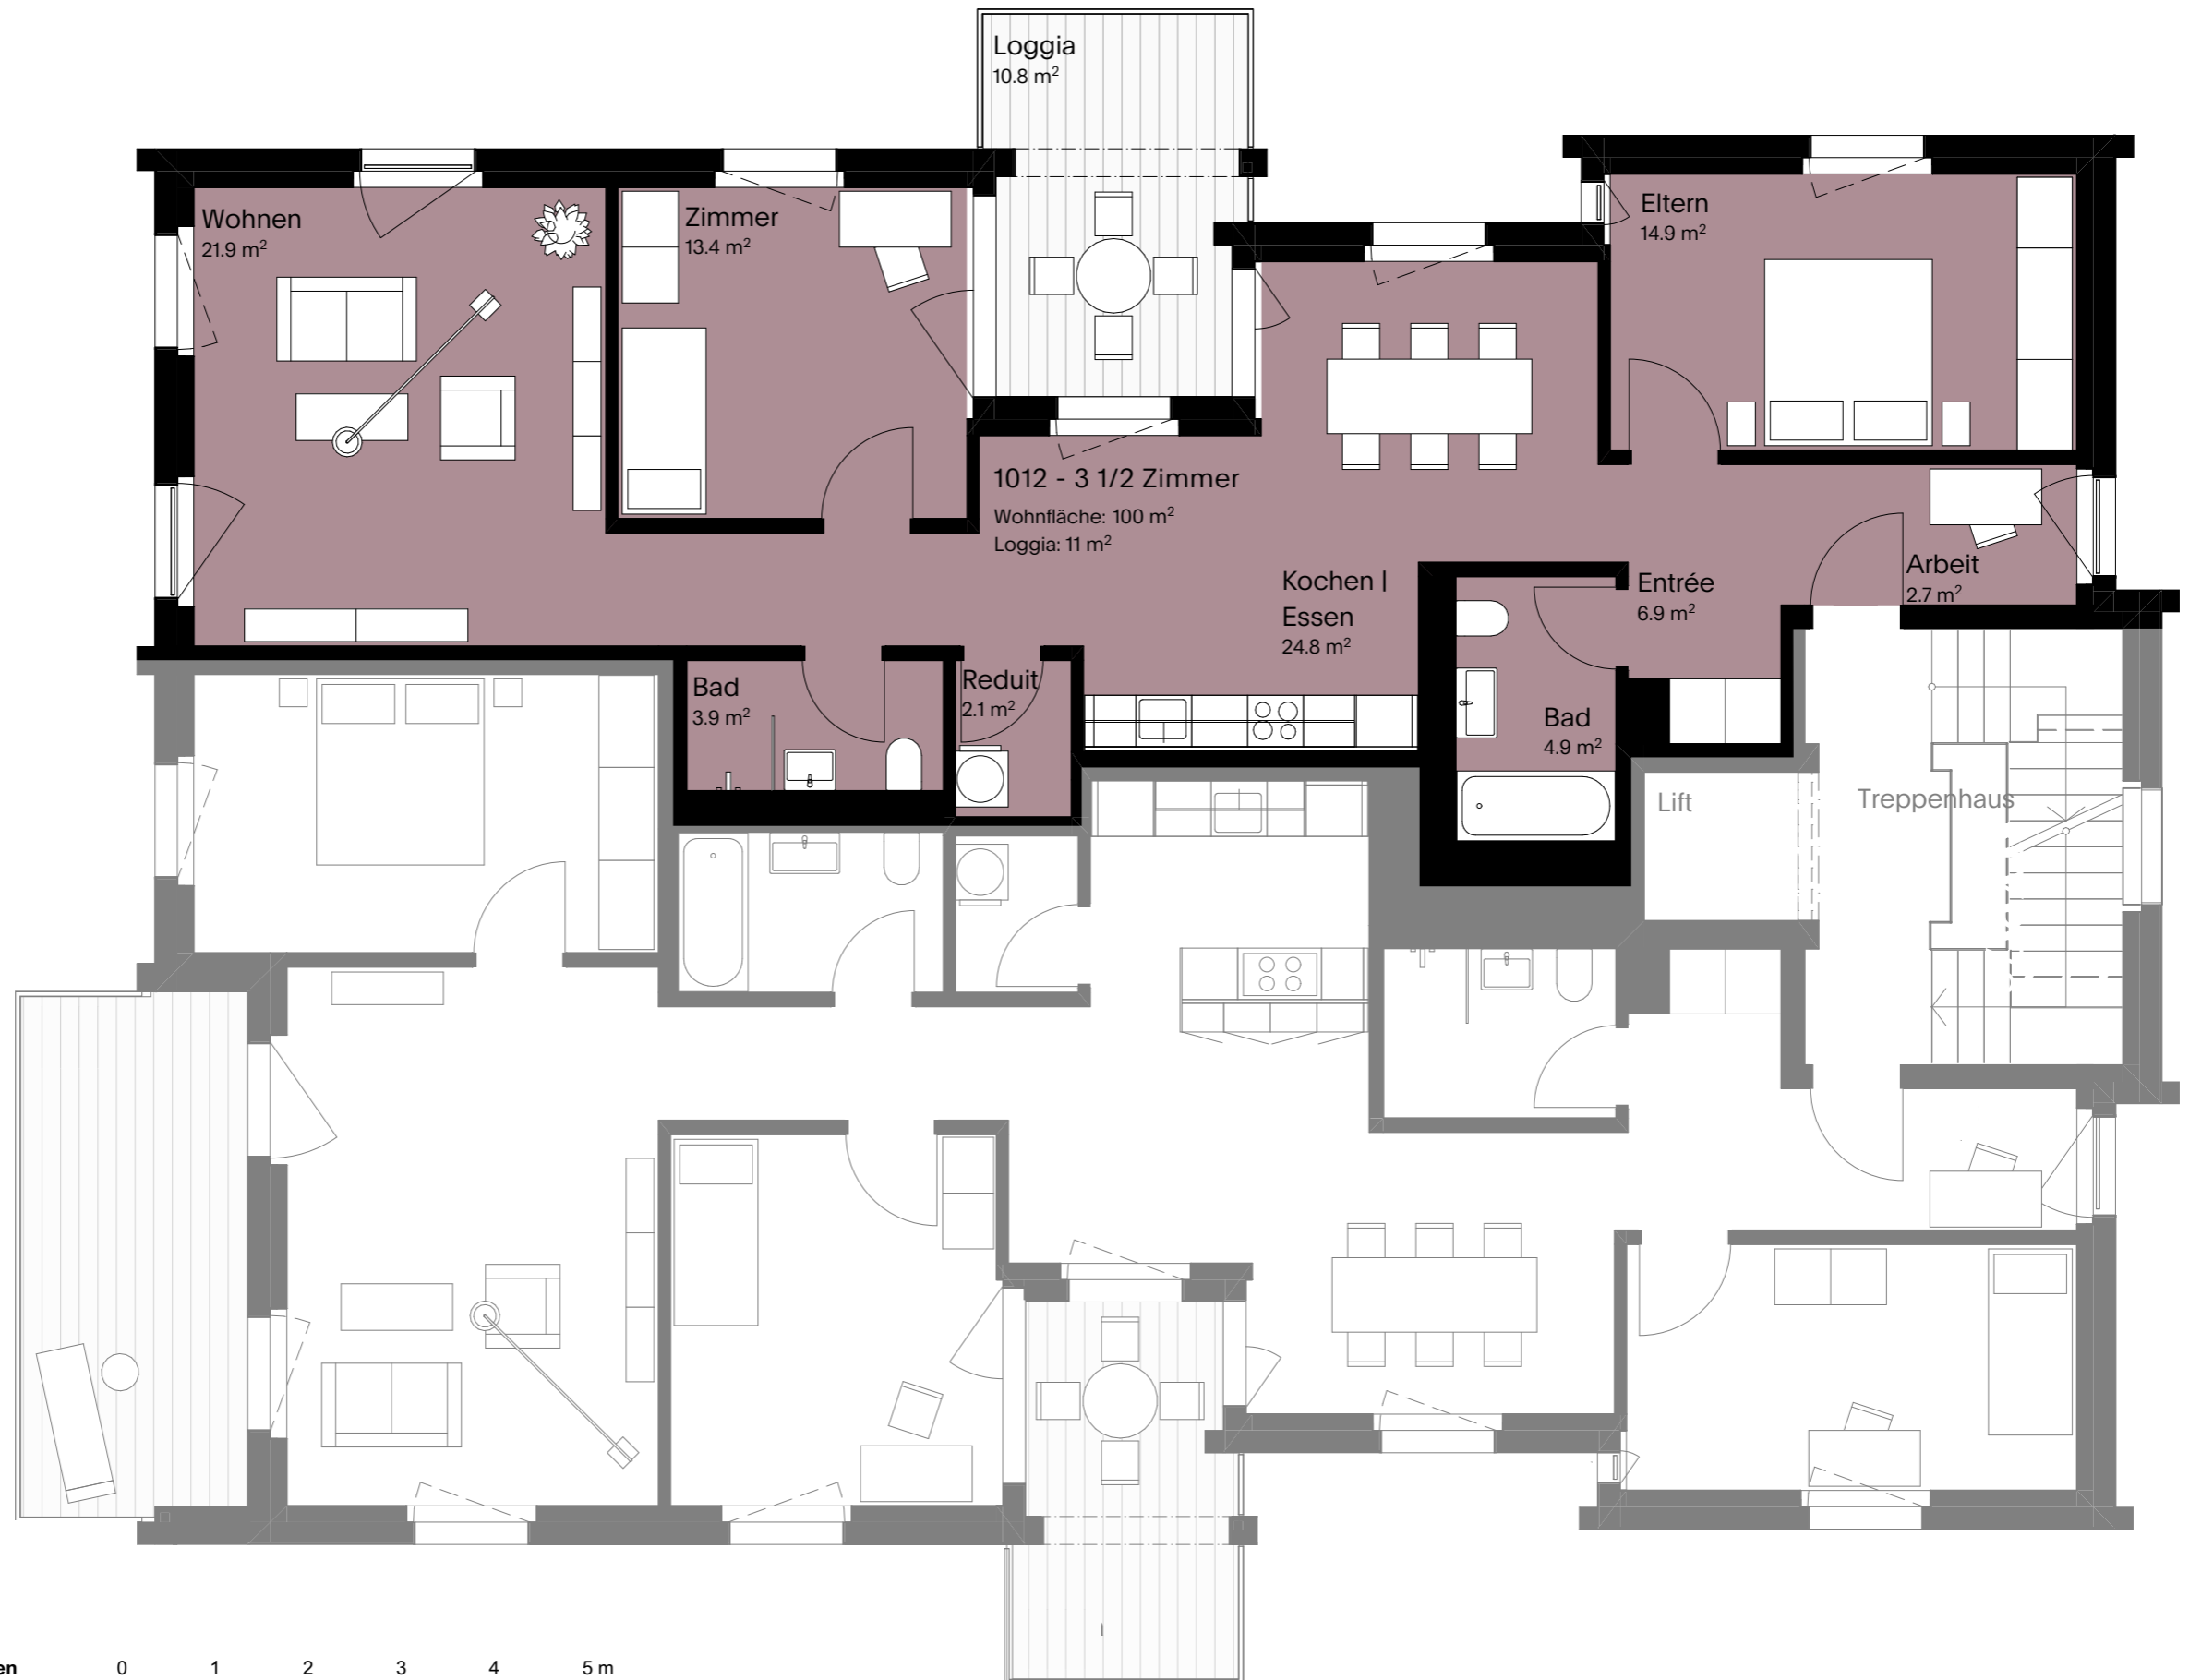 Loggia
10.8 m²
Wohnen
21.9 m²
Zimmer
13.4 m²
Eltern
14.9 m²
1012 - 3 1/2 Zimmer
Wohnfläche: 100 m²
Loggia: 11 m²
Kochen |
Essen
24.8 m²
Entrée
6.9 m²
Arbeit
2.7 m²
Bad
3.9 m²
Reduit
2.1 m²
Bad
4.9 m²
Lift
Treppenhaus
en 0 1 2 3 4 5 m